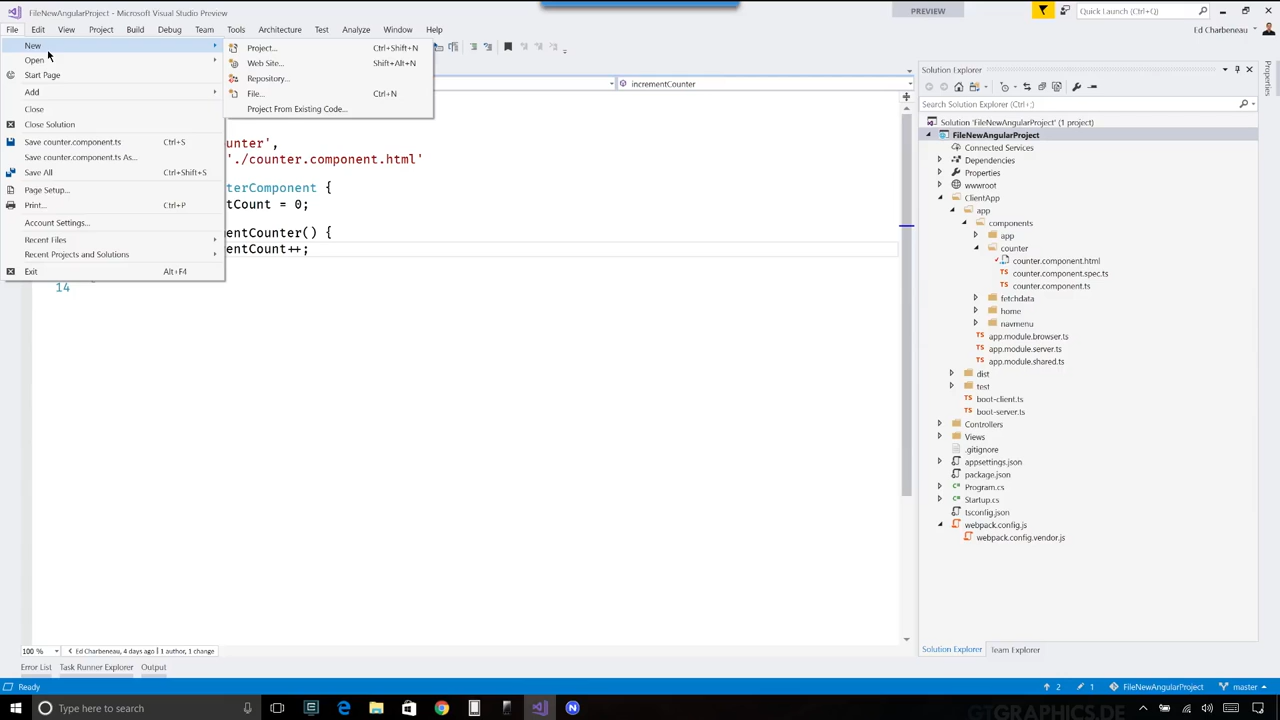 FileNewAngularProject - Microsoft Visual Studio Preview
PREVIEW
Quick Launch (Ctrl+Q)
File Edit View Project Build Debug Team Tools Architecture Test Analyze Window Help
Ed Charbeneau
New
Open
Start Page
Add
Close
Close Solution
Save counter.component.ts Ctrl+S
Save counter.component.ts As...
Save All Ctrl+Shift+S
Page Setup...
Print... Ctrl+P
Account Settings...
Recent Files
Recent Projects and Solutions
Exit Alt+F4
Project... Ctrl+Shift+N
Web Site... Shift+Alt+N
Repository...
File... Ctrl+N
Project From Existing Code...
incrementCounter
unter',
'./counter.component.html'
terComponent {
tCount = 0;
mentCounter() {
entCount++;
14
100 %
Ed Charbeneau, 4 days ago | 1 author, 1 change
Error List Task Runner Explorer Output
Solution Explorer
Search Solution Explorer (Ctrl+;)
Solution 'FileNewAngularProject' (1 project)
FileNewAngularProject
Connected Services
Dependencies
Properties
wwwroot
ClientApp
app
components
app
counter
counter.component.html
counter.component.spec.ts
counter.component.ts
fetchdata
home
navmenu
app.module.browser.ts
app.module.server.ts
app.module.shared.ts
dist
test
boot-client.ts
boot-server.ts
Controllers
Views
.gitignore
appsettings.json
package.json
Program.cs
Startup.cs
tsconfig.json
webpack.config.js
webpack.config.vendor.js
Solution Explorer Team Explorer
Properties
Ready
2
1
FileNewAngularProject
master
Type here to search
GTGRAPHICS.DE